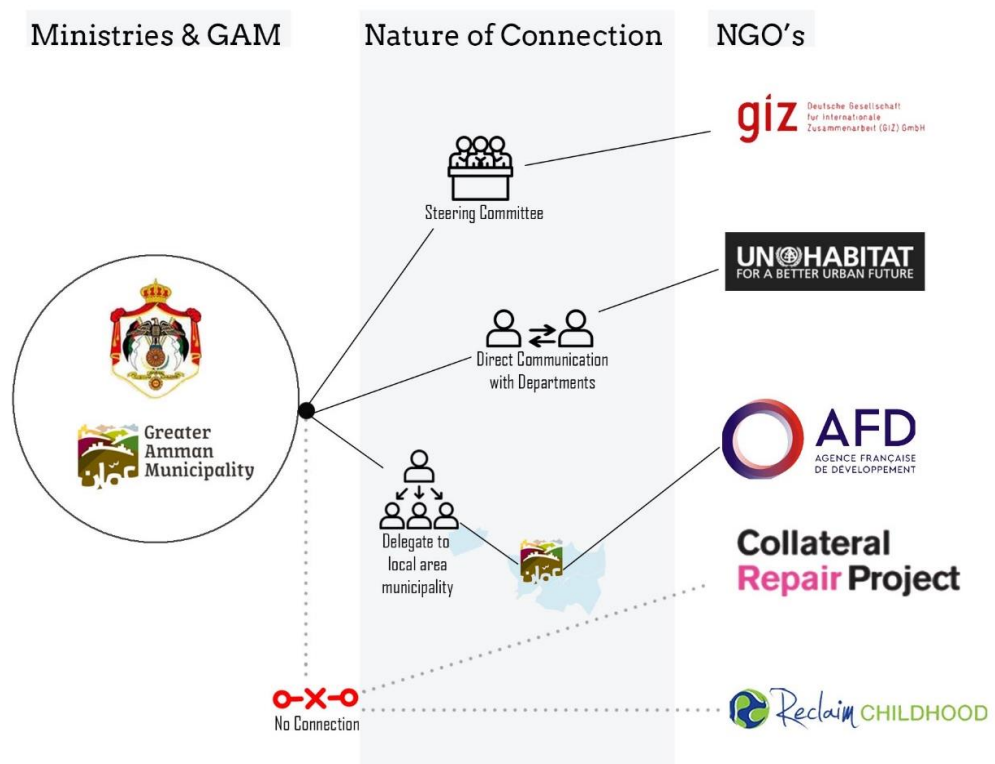 Ministries & GAM
Nature of Connection
NGO's
giz
Deutsche Gesellschaft
für Internationale
Zusammenarbeit (GIZ) GmbH
Steering Committee
UN HABITAT
FOR A BETTER URBAN FUTURE
Direct Communication
with Departments
Greater
Amman
Municipality
عمان
AFD
AGENCE FRANÇAISE
DE DÉVELOPPEMENT
Delegate to
local area
municipality
عمان
Collateral
Repair Project
No Connection
Reclaim CHILDHOOD